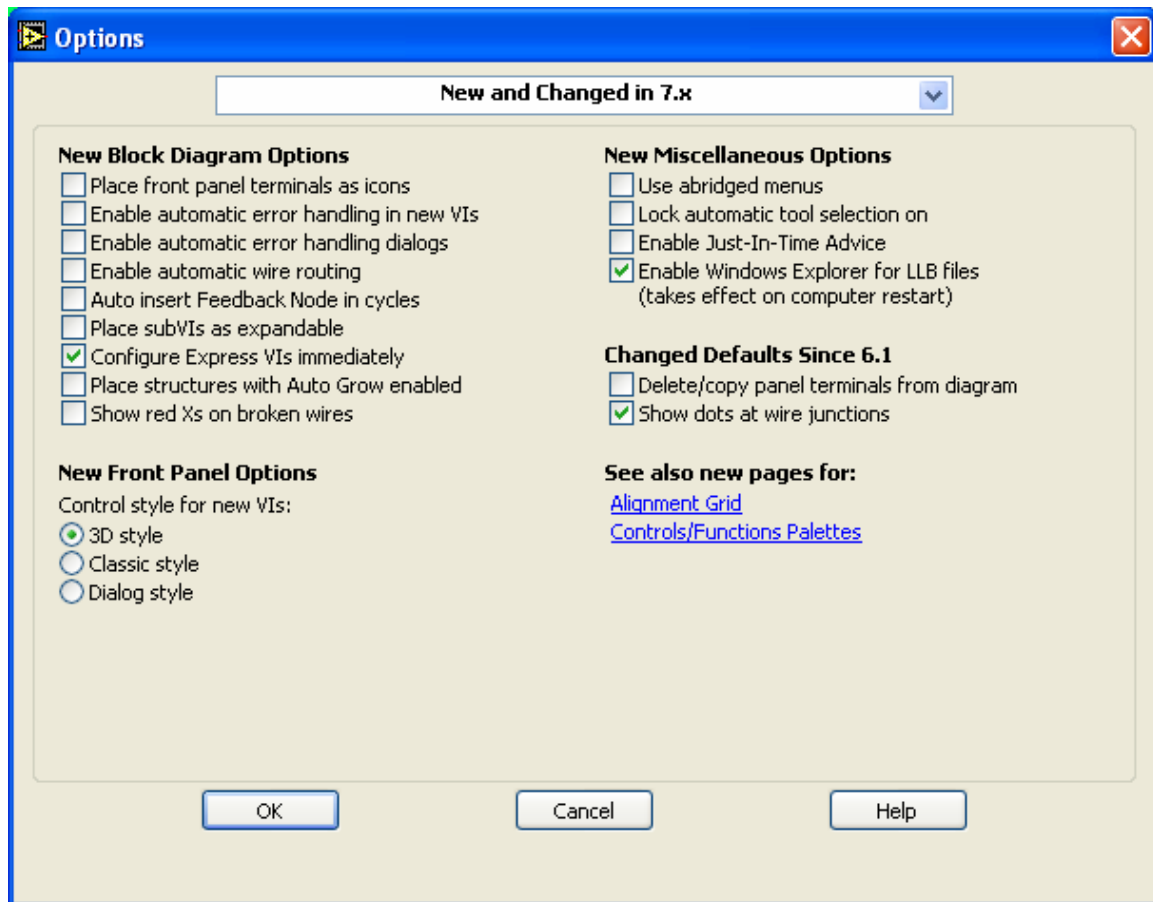 Options
New and Changed in 7.x
New Block Diagram Options
Place front panel terminals as icons
Enable automatic error handling in new VIs
Enable automatic error handling dialogs
Enable automatic wire routing
Auto insert Feedback Node in cycles
Place subVIs as expandable
Configure Express VIs immediately
Place structures with Auto Grow enabled
Show red Xs on broken wires
New Front Panel Options
Control style for new VIs:
3D style
Classic style
Dialog style
New Miscellaneous Options
Use abridged menus
Lock automatic tool selection on
Enable Just-In-Time Advice
Enable Windows Explorer for LLB files
(takes effect on computer restart)
Changed Defaults Since 6.1
Delete/copy panel terminals from diagram
Show dots at wire junctions
See also new pages for:
Alignment Grid
Controls/Functions Palettes
OK
Cancel
Help